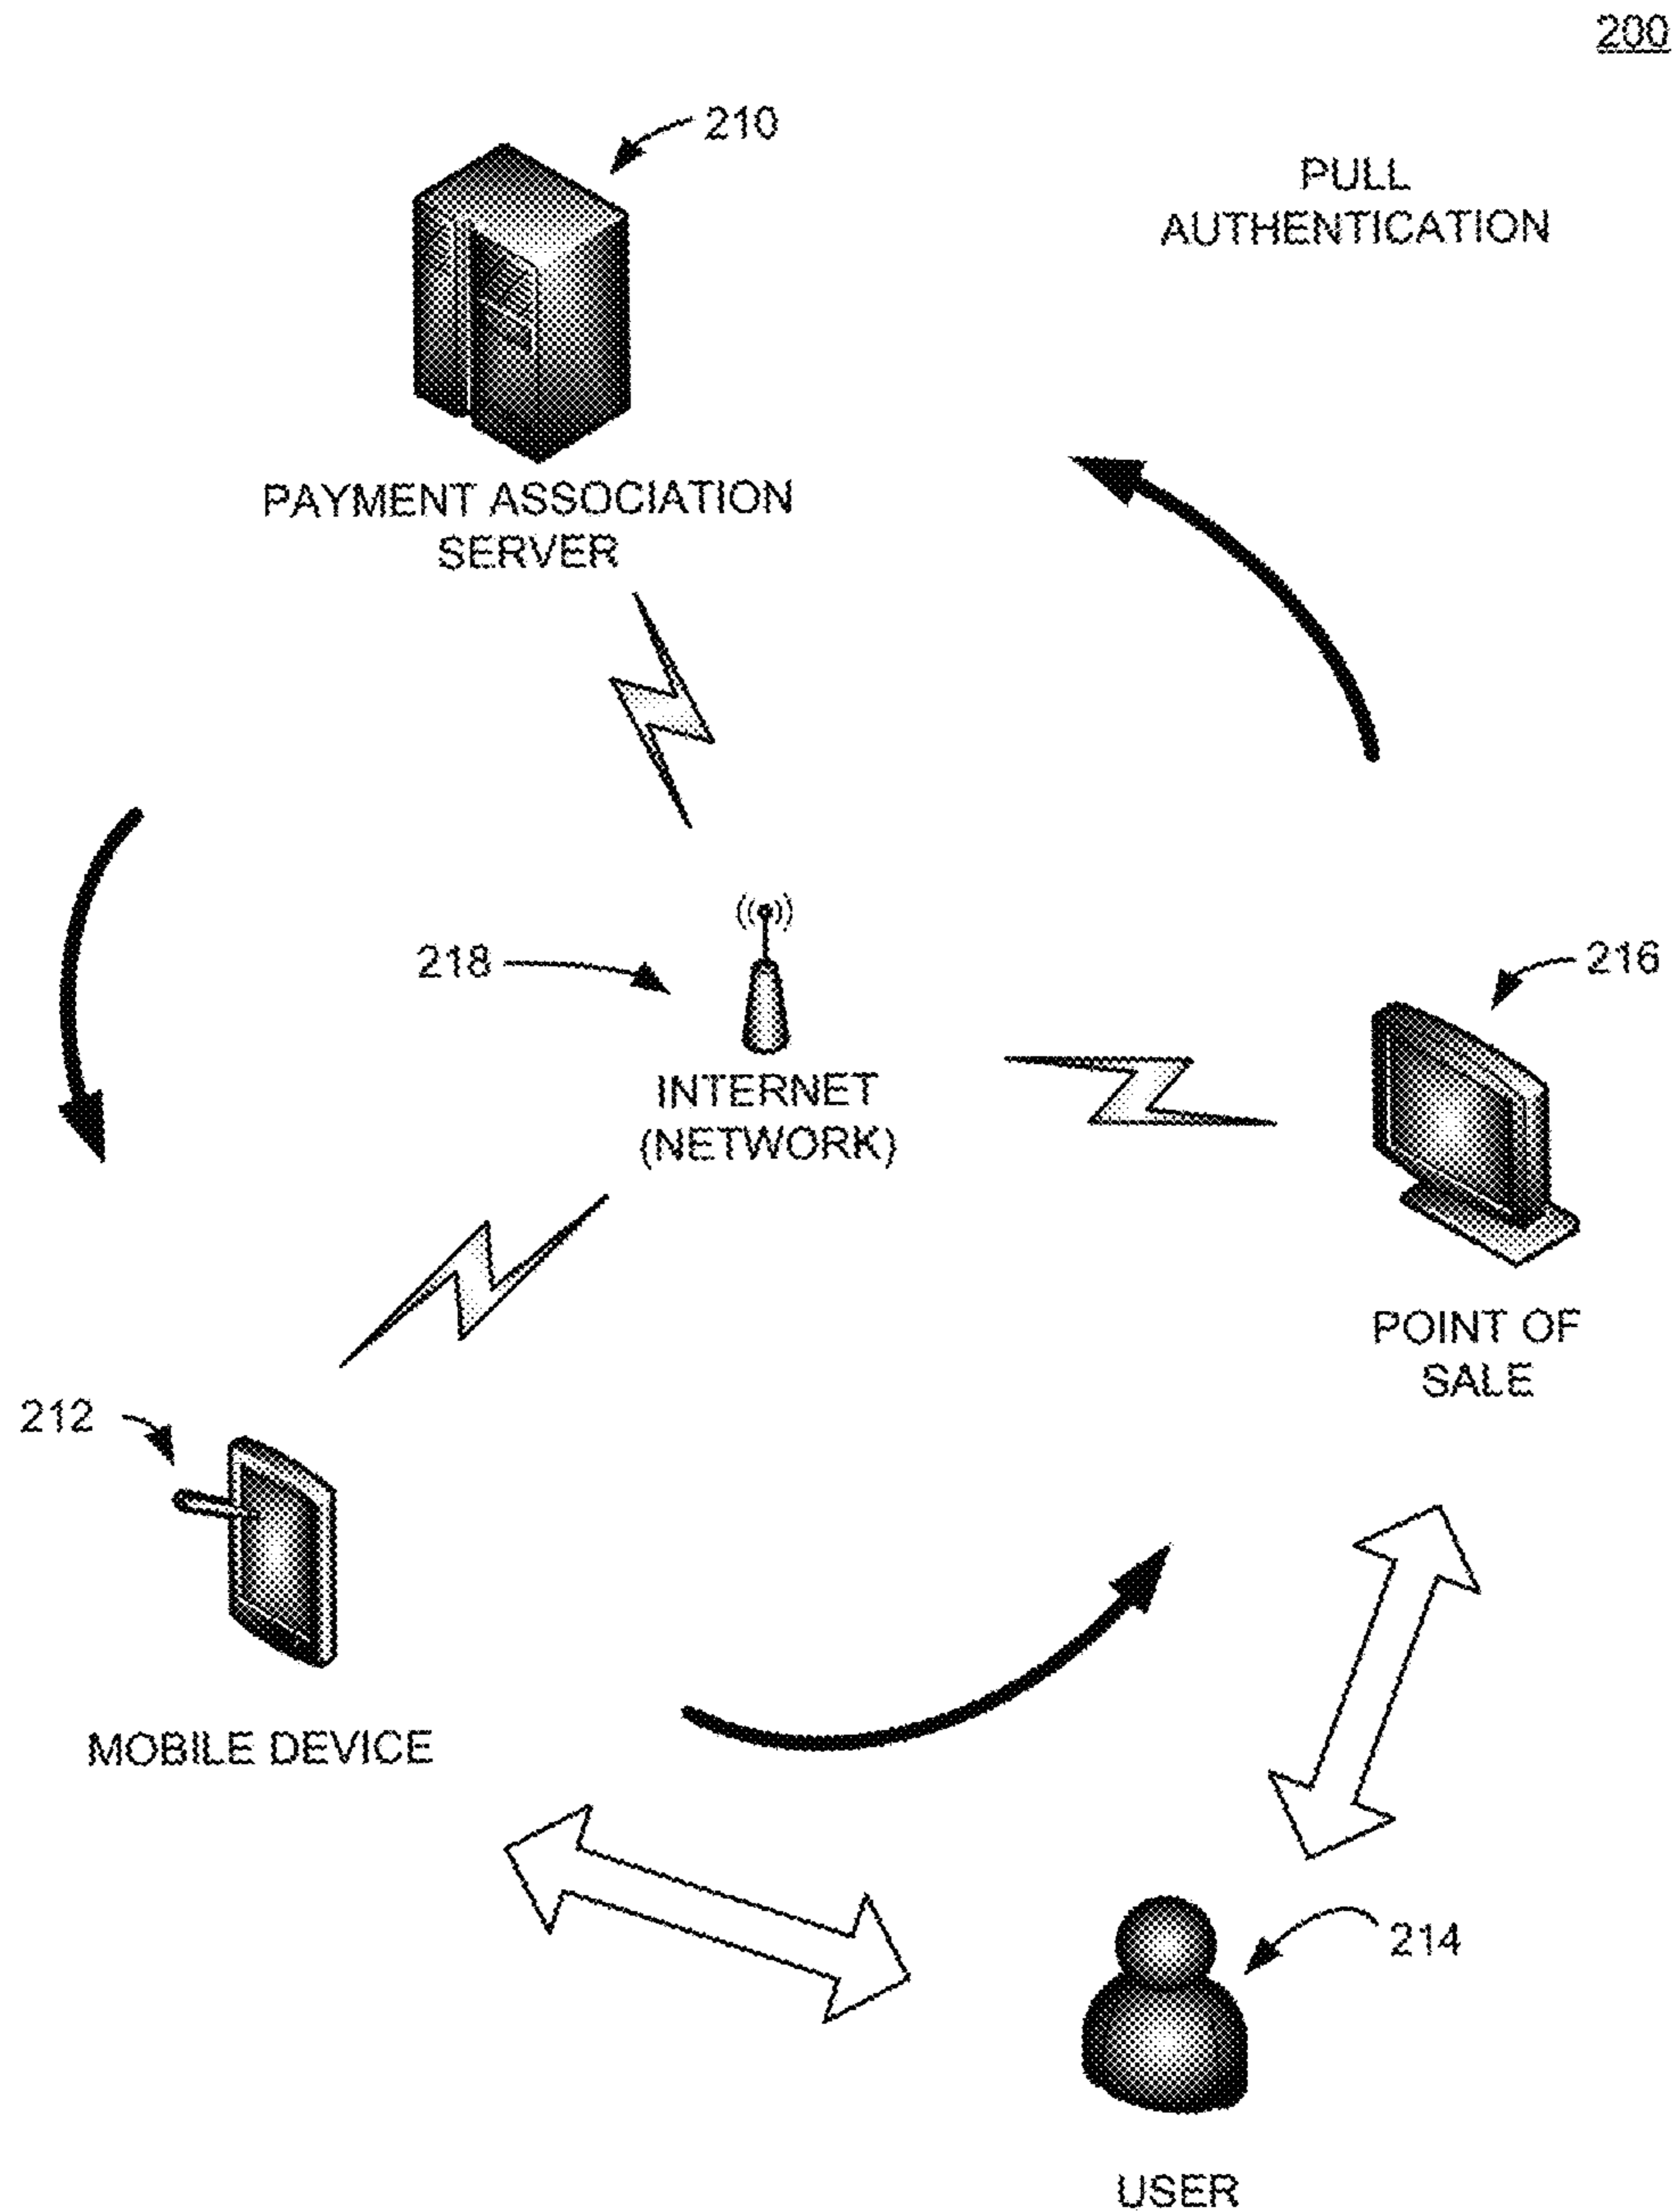 200
210
PULL
AUTHENTICATION
PAYMENT ASSOCIATION
SERVER
218
216
INTERNET
(NETWORK)
POINT OF
SALE
212
MOBILE DEVICE
214
USER